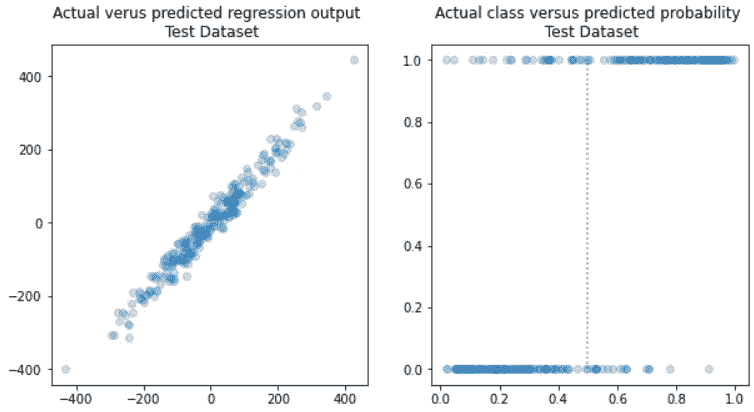 Actual verus predicted regression output
Test Dataset
400
200
0
−200
−400
−400 −200 0 200 400
Actual class versus predicted probability
Test Dataset
1.0
0.8
0.6
0.4
0.2
0.0
0.0 0.2 0.4 0.6 0.8 1.0